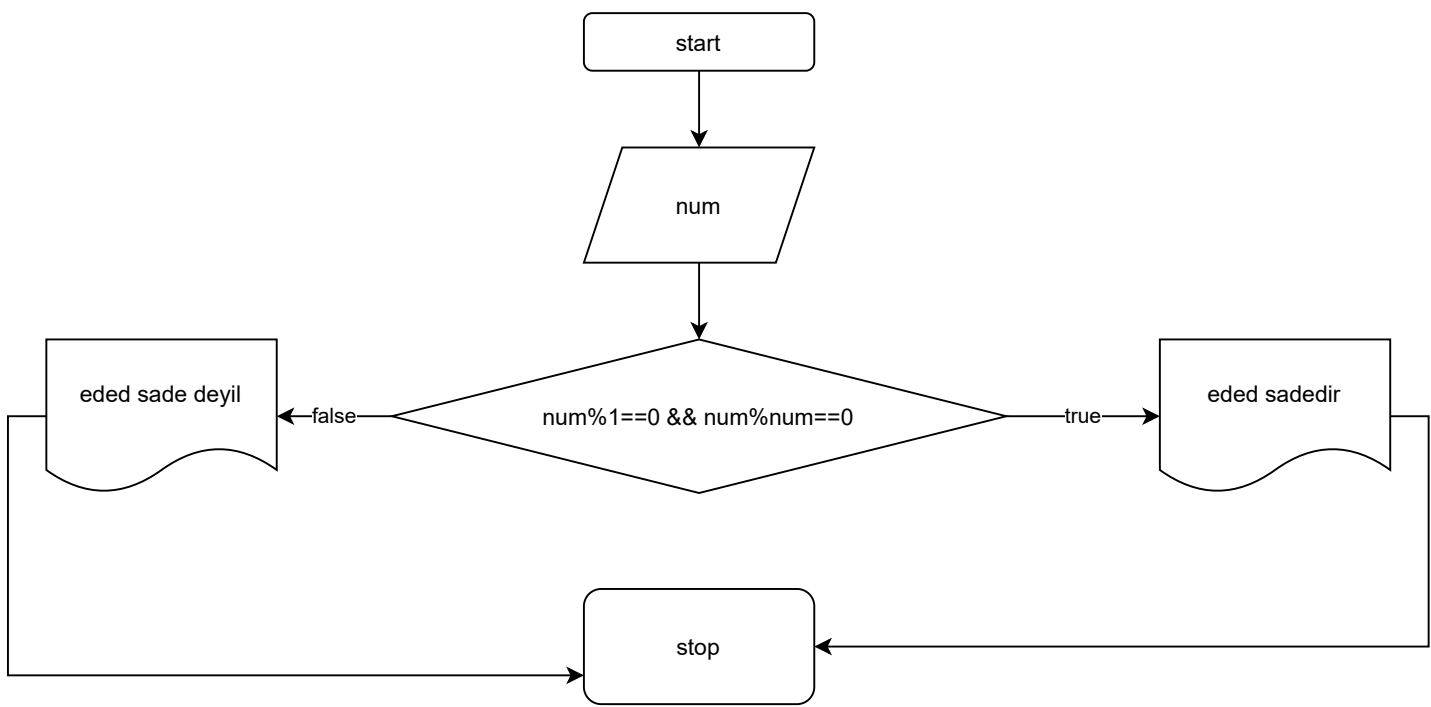 start
num
eded sade deyil
false
num%1==0 && num%num==0
true
eded sadedir
stop